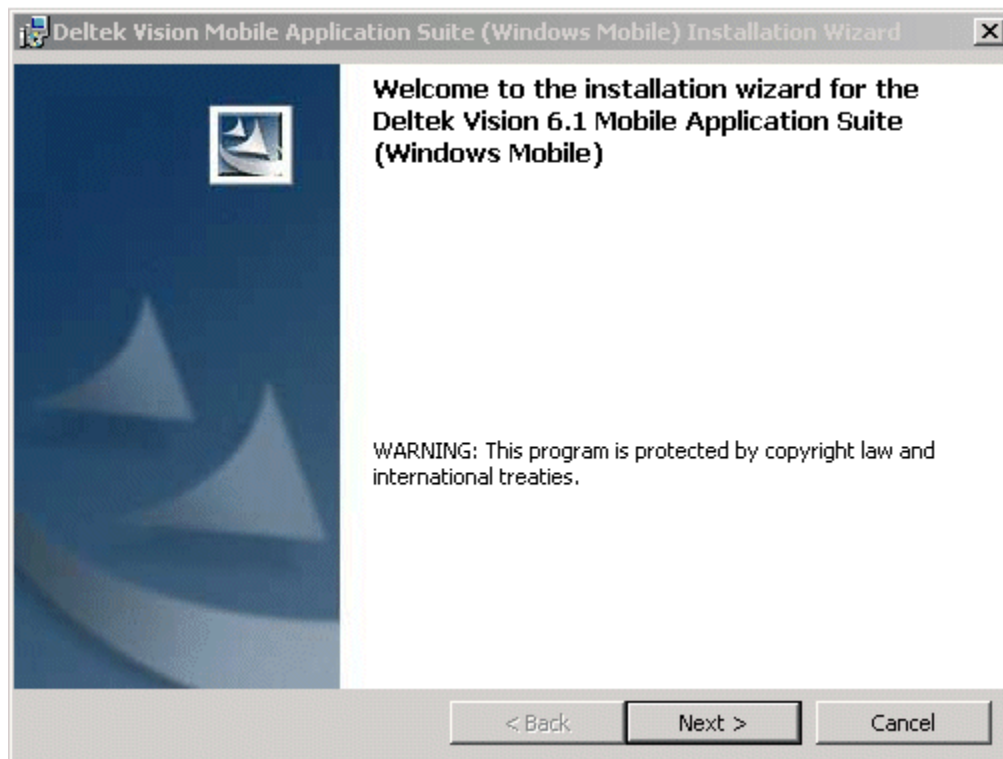 Deltek Vision Mobile Application Suite (Windows Mobile) Installation Wizard
Welcome to the installation wizard for the
Deltek Vision 6.1 Mobile Application Suite
(Windows Mobile)
WARNING: This program is protected by copyright law and
international treaties.
< Back
Next >
Cancel